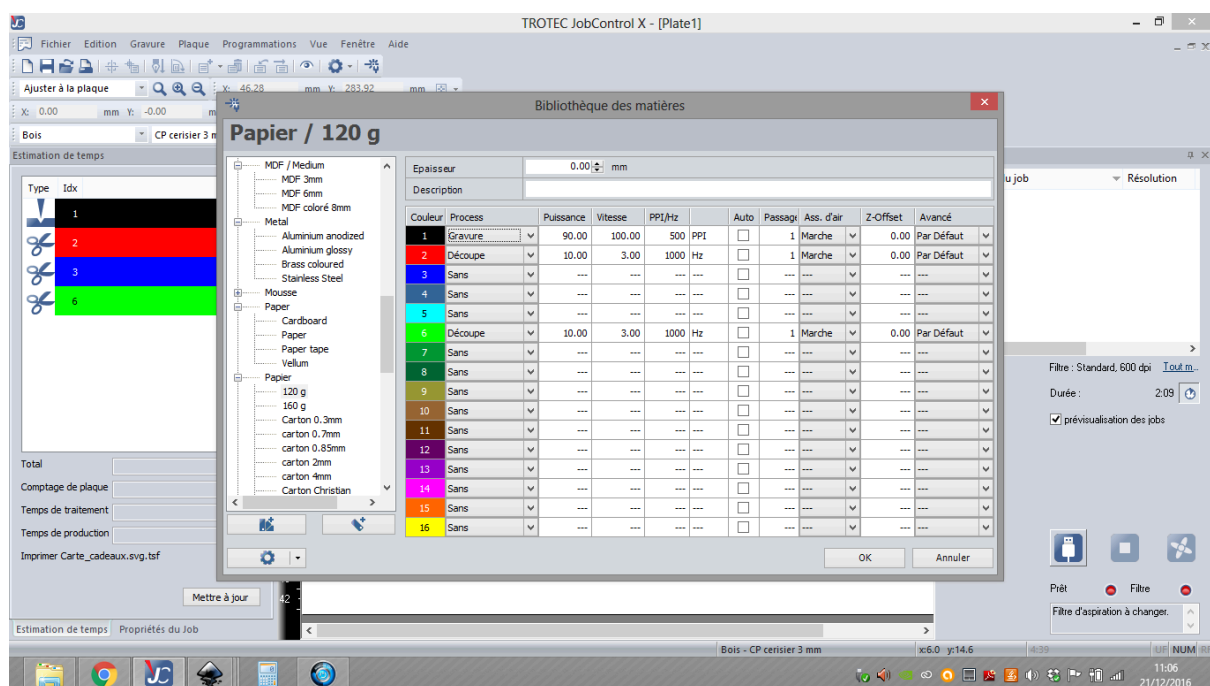 TROTEC JobControl X - [Plate1]
Fichier Edition Gravure Plaque Programmations Vue Fenêtre Aide
Ajuster à la plaque X: 46.28 mm Y: 283.92 mm
X: 0.00 mm Y: -0.00
Bois CP cerisier 3 m
Estimation de temps
Type Idx
1
2
3
6
Total
Comptage de plaque
Temps de traitement
Temps de production
Imprimer Carte_cadeaux.svg.tsf
Mettre à jour
Estimation de temps Propriétés du Job
Bibliothèque des matières
Papier / 120 g
MDF / Medium
MDF 3mm
MDF 6mm
MDF coloré 8mm
Metal
Aluminium anodized
Aluminium glossy
Brass coloured
Stainless Steel
Mousse
Paper
Cardboard
Paper
Paper tape
Vellum
Papier
120 g
160 g
Carton 0.3mm
carton 0.7mm
carton 0.85mm
carton 2mm
carton 4mm
Carton Christian
Epaisseur 0.00 mm
Description
Couleur Process Puissance Vitesse PPI/Hz Auto Passage Ass. d'air Z-Offset Avancé
1 Gravure 90.00 100.00 500 PPI 1 Marche 0.00 Par Défaut
2 Découpe 10.00 3.00 1000 Hz 1 Marche 0.00 Par Défaut
3 Sans --- --- --- --- --- --- --- ---
4 Sans --- --- --- --- --- --- --- ---
5 Sans --- --- --- --- --- --- --- ---
6 Découpe 10.00 3.00 1000 Hz 1 Marche 0.00 Par Défaut
7 Sans --- --- --- --- --- --- --- ---
8 Sans --- --- --- --- --- --- --- ---
9 Sans --- --- --- --- --- --- --- ---
10 Sans --- --- --- --- --- --- --- ---
11 Sans --- --- --- --- --- --- --- ---
12 Sans --- --- --- --- --- --- --- ---
13 Sans --- --- --- --- --- --- --- ---
14 Sans --- --- --- --- --- --- --- ---
15 Sans --- --- --- --- --- --- --- ---
16 Sans --- --- --- --- --- --- --- ---
OK Annuler
42
du job Résolution
Filtre : Standard, 600 dpi Tout m...
Durée : 2:09
prévisualisation des jobs
Prêt Filtre
Filtre d'aspiration à changer.
Bois - CP cerisier 3 mm x:6.0 y:14.6 4:39 UF NUM
JC
11:06
21/12/2016